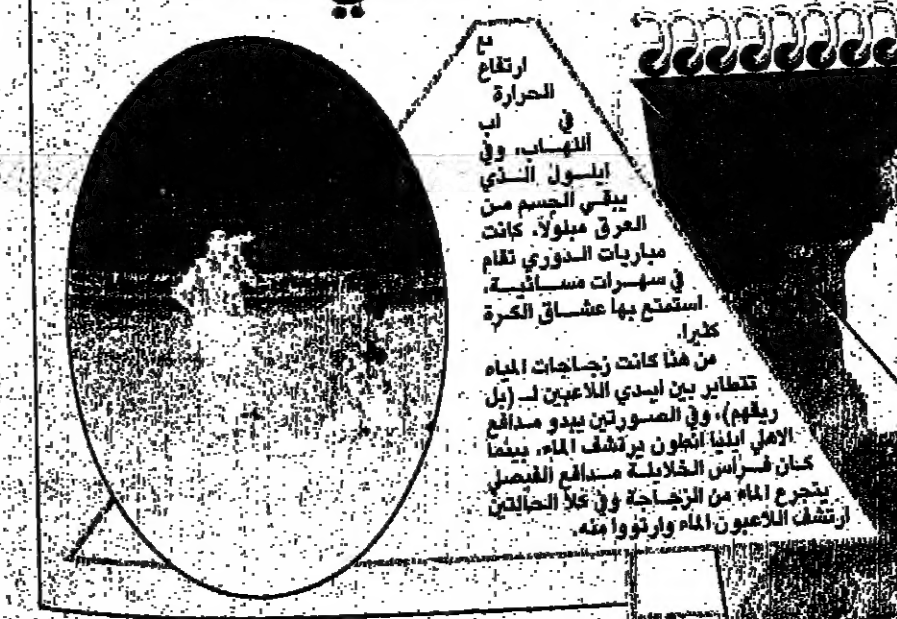 مع
ارتفاع
الحرارة
في اب
اللهاب، وفي
ايلول الذي
يبقي الجسم من
العرق مبلولاً، كانت
مباريات الدوري تقام
في سهرات مسائية،
استمتع بها عشاق الكرة
كثيرا.
من هنا كانت زجاجات المياه
تتطاير بين ايدي اللاعبين لـ (بل
ريقهم)، وفي الصورتين يبدو مدافع
الاهلي ايليا انطون يرتشف الماء، بينما
كان فراس الخلايلة مدافع الفيصلي
يتجرع الماء من الزجاجة وفي كلا الحالتين
ارتشف اللاعبون الماء وارتووا منه.